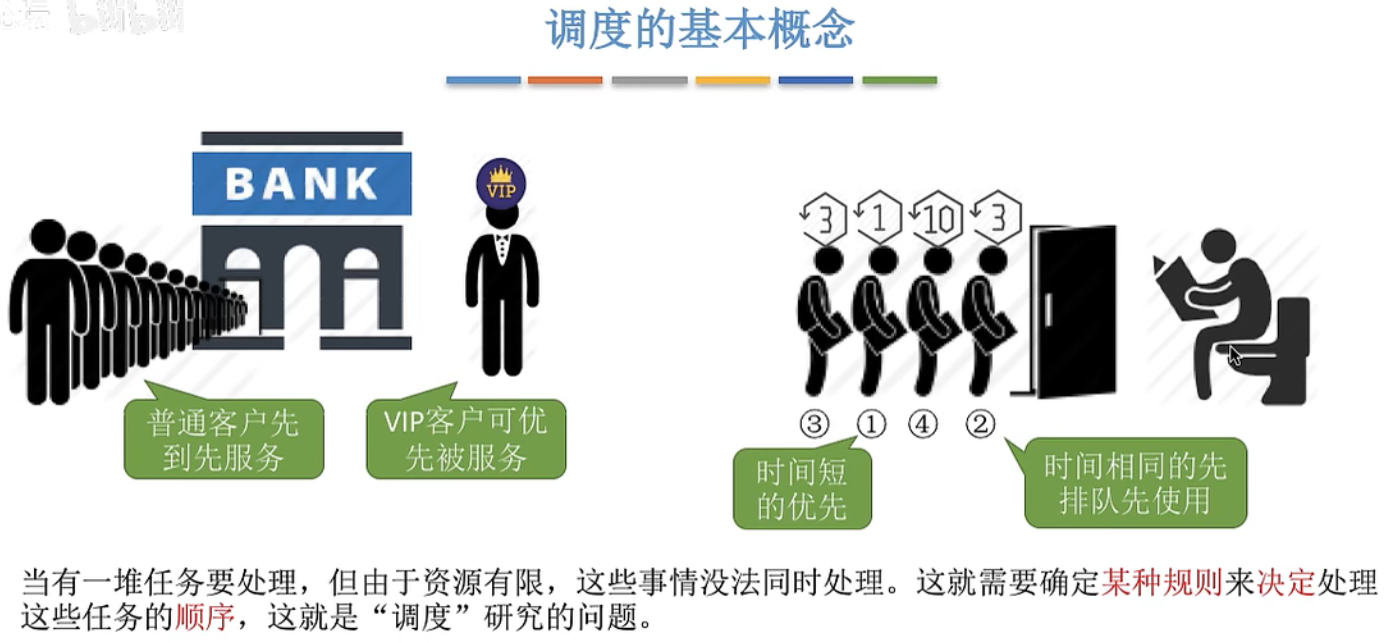 调度的基本概念
BANK
VIP
3 1 10 3
③ ① ④ ②
普通客户先
到先服务
VIP客户可优
先被服务
时间短
的优先
时间相同的先
排队先使用
当有一堆任务要处理，但由于资源有限，这些事情没法同时处理。这就需要确定某种规则来决定处理
这些任务的顺序，这就是“调度”研究的问题。